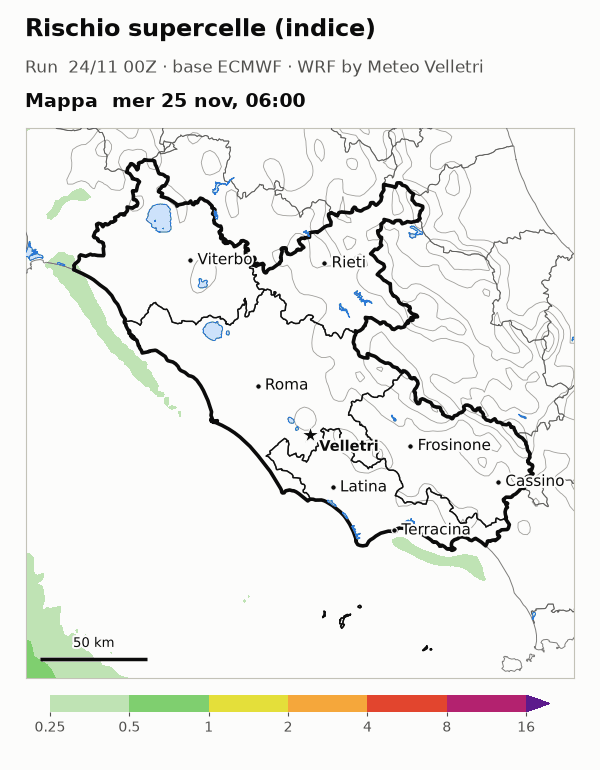 Rischio supercelle (indice)
Run  24/11 00Z · base ECMWF · WRF by Meteo Velletri
Mappa  mer 25 nov, 06:00
Viterbo
Rieti
Roma
Velletri
Frosinone
Cassino
Latina
Terracina
50 km
0.25 0.5 1 2 4 8 16